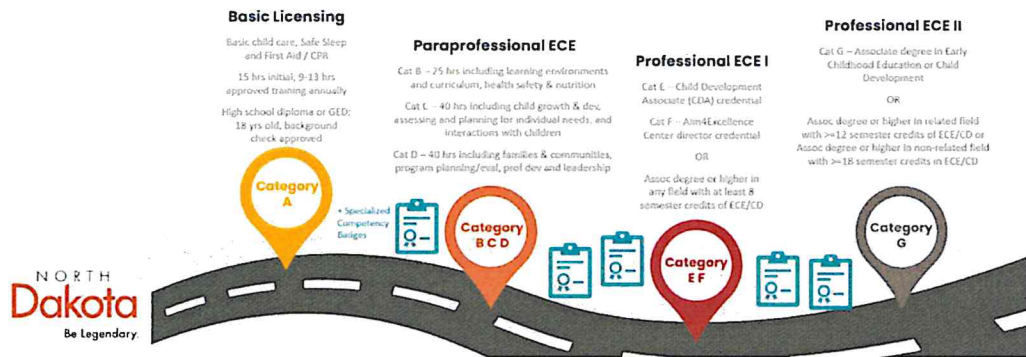 Basic Licensing
Basic child care, Safe Sleep
and First Aid / CPR
15 hrs initial; 9-13 hrs
approved training annually
High school diploma or GED;
18 yrs old, background
check approved
Category
A
+ Specialized
Competency
Badges
Paraprofessional ECE
Cat B – 25 hrs including learning environments
and curriculum, health safety & nutrition
Cat C – 40 hrs including child growth & dev,
assessing and planning for individual needs, and
interactions with children
Cat D – 40 hrs including families & communities,
program planning/eval, prof dev and leadership
Category
B C D
Professional ECE I
Cat E – Child Development
Associate (CDA) credential
Cat F – Aim4Excellence
Center director credential
OR
Assoc degree or higher in
any field with at least 8
semester credits of ECE/CD
Category
E F
Professional ECE II
Cat G – Associate degree in Early
Childhood Education or Child
Development
OR
Assoc degree or higher in related field
with >=12 semester credits of ECE/CD or
Assoc degree or higher in non-related field
with >=18 semester credits in ECE/CD
Category
G
NORTH
Dakota
Be Legendary.